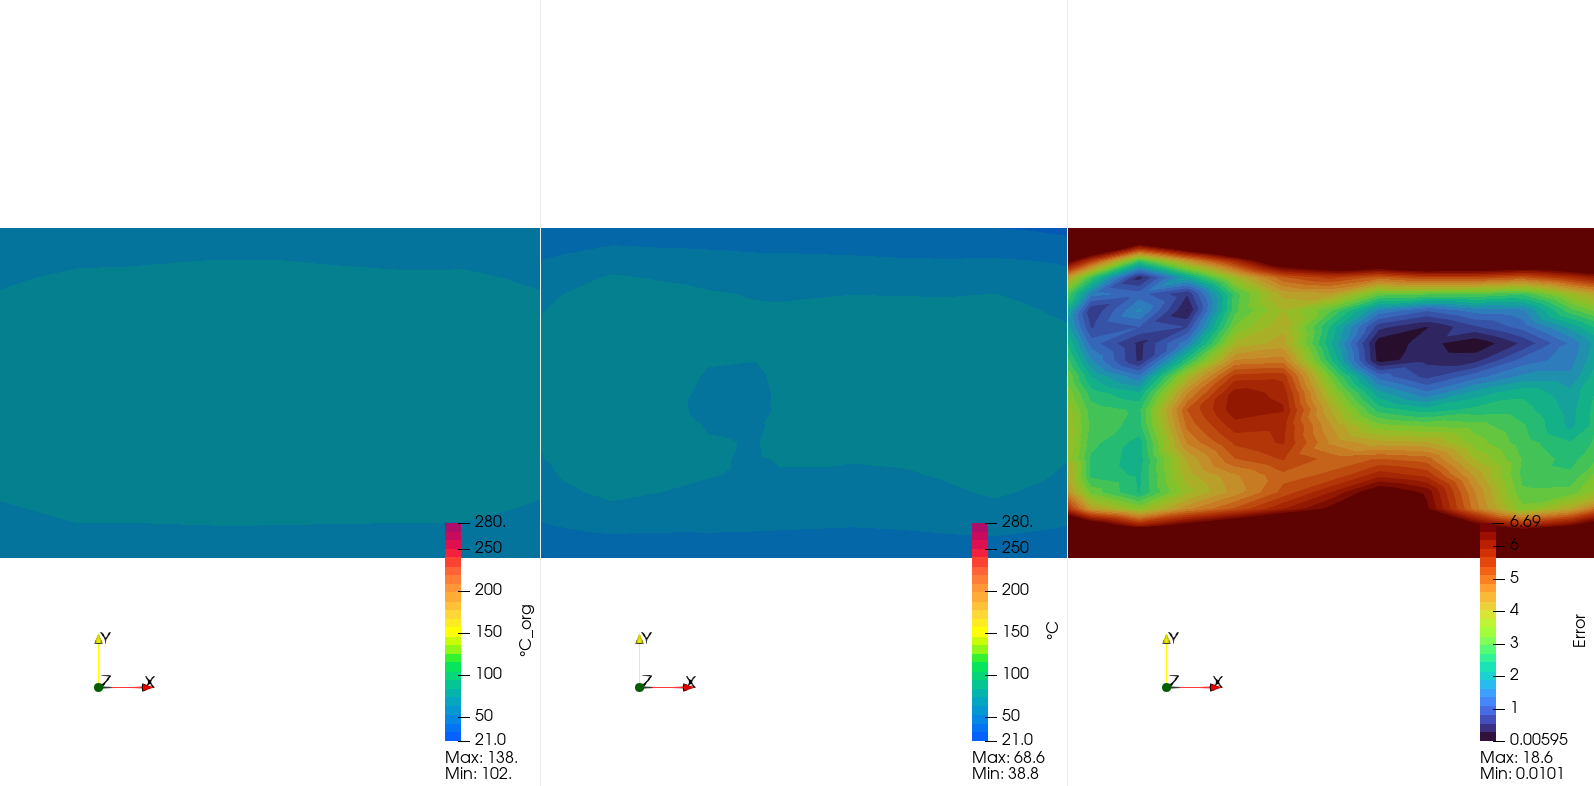 280.
250
200
150
100
50
21.0
°C_org
Max: 138.
Min: 102.
Y
Z
X
280.
250
200
150
100
50
21.0
°C
Max: 68.6
Min: 38.8
Y
Z
X
6.69
6
5
4
3
2
1
0.00595
Error
Max: 18.6
Min: 0.0101
Y
Z
X